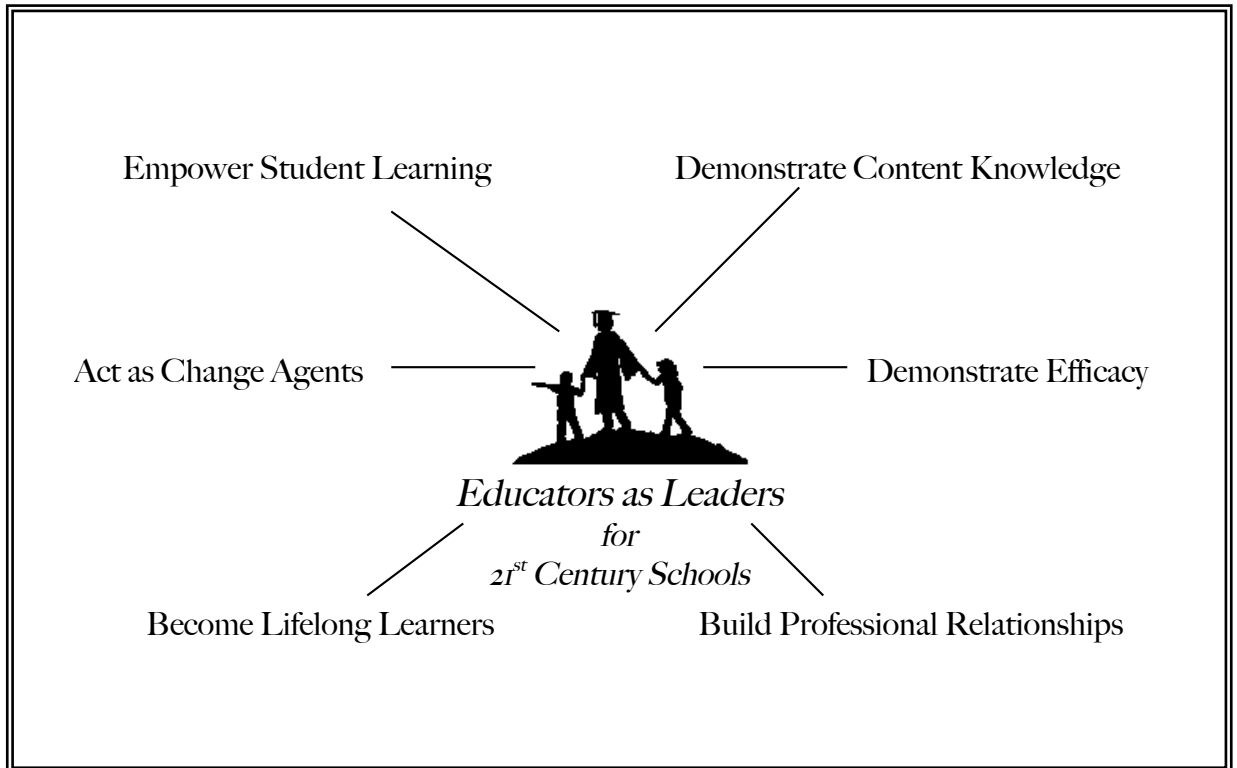 Empower Student Learning
Demonstrate Content Knowledge
Act as Change Agents
Demonstrate Efficacy
Educators as Leaders
for
21st Century Schools
Become Lifelong Learners
Build Professional Relationships